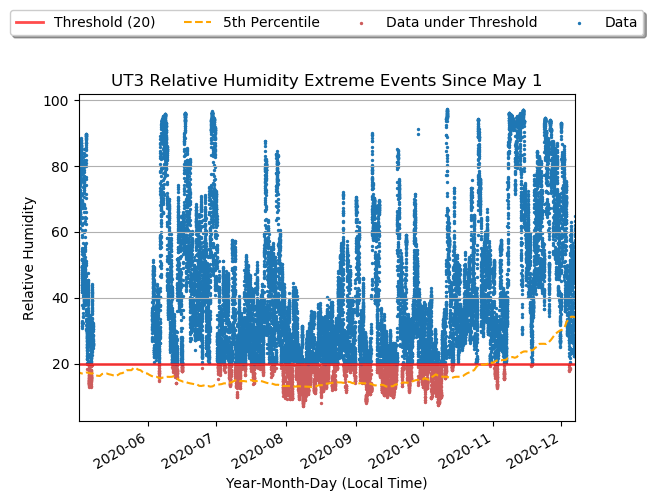 Threshold (20) 5th Percentile Data under Threshold Data
UT3 Relative Humidity Extreme Events Since May 1
100
80
60
40
20
Relative Humidity
2020-06 2020-07 2020-08 2020-09 2020-10 2020-11 2020-12
Year-Month-Day (Local Time)